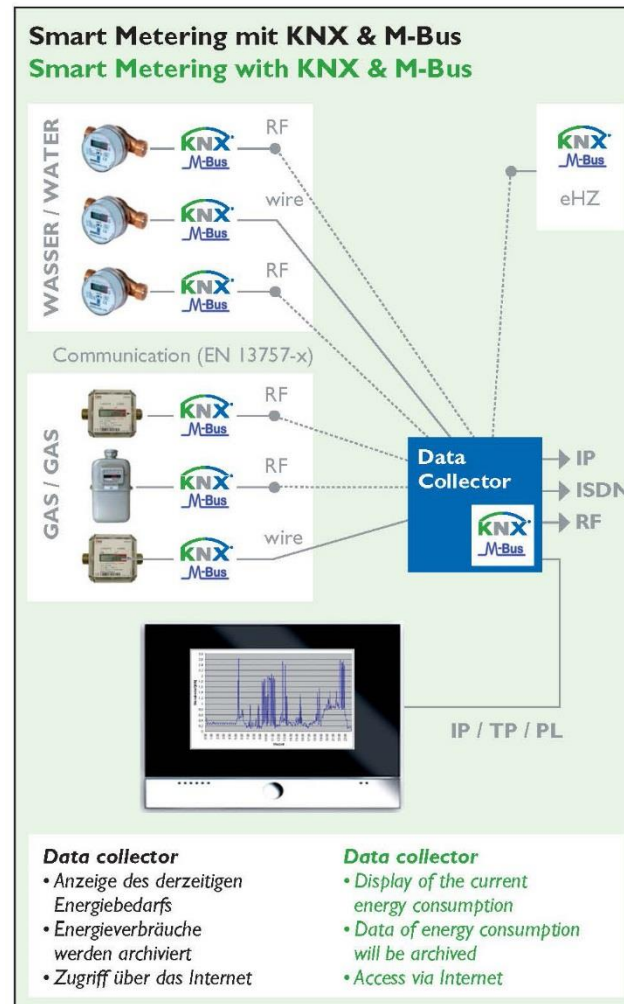 Smart Metering mit KNX & M-Bus
Smart Metering with KNX & M-Bus
WASSER / WATER
KNX
M-Bus
RF
KNX
M-Bus
wire
KNX
M-Bus
RF
KNX
M-Bus
eHZ
Communication (EN 13757-x)
GAS / GAS
KNX
M-Bus
RF
KNX
M-Bus
RF
KNX
M-Bus
wire
Data
Collector
KNX
M-Bus
IP
ISDN
RF
IP / TP / PL
Data collector
• Anzeige des derzeitigen
Energiebedarfs
• Energieverbräuche
werden archiviert
• Zugriff über das Internet
Data collector
• Display of the current
energy consumption
• Data of energy consumption
will be archived
• Access via Internet